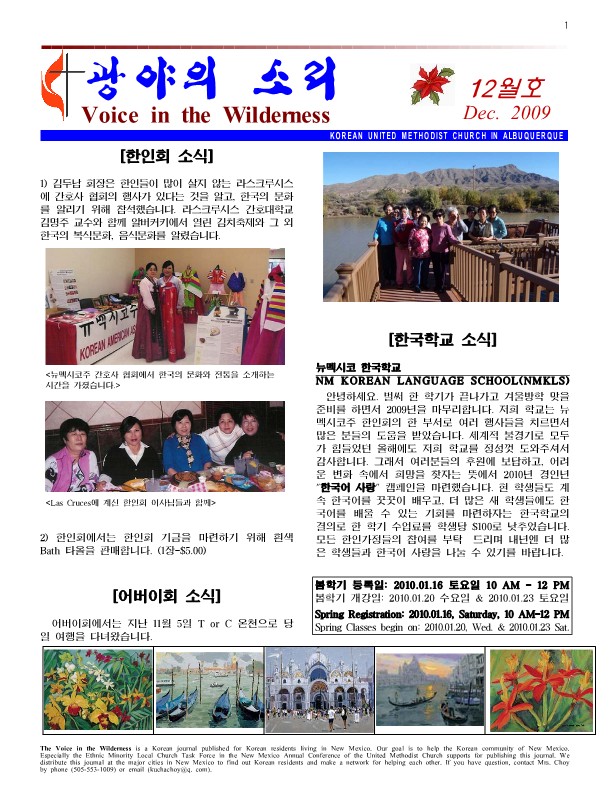 1
광야의 소리
Voice in the Wilderness
12월호
Dec. 2009
KOREAN UNITED METHODIST CHURCH IN ALBUQUERQUE
[한인회 소식]
1) 김두남 회장은 한인들이 많이 살지 않는 라스크루시스
에 간호사 협회의 행사가 있다는 것을 알고, 한국의 문화
를 알리기 위해 참석했습니다. 라스크루시스 간호대학교
김명주 교수와 함께 알버커키에서 열린 김치축제와 그 외
한국의 복식문화, 음식문화를 알렸습니다.
뉴멕시코주
KOREAN AMERICAN AS
<뉴멕시코주 간호사 협회에서 한국의 문화와 전통을 소개하는
시간을 가졌습니다.>
<Las Cruces에 계신 한인회 이사님들과 함께>
2) 한인회에서는 한인회 기금을 마련하기 위해 흰색
Bath 타올을 판매합니다. (1장-$5.00)
[어버이회 소식]
어버이회에서는 지난 11월 5일 T or C 온천으로 당
일 여행을 다녀왔습니다.
[한국학교 소식]
뉴멕시코 한국학교
NM KOREAN LANGUAGE SCHOOL(NMKLS)
안녕하세요. 벌써 한 학기가 끝나가고 겨울방학 맞을
준비를 하면서 2009년을 마무리합니다. 저희 학교는 뉴
멕시코주 한인회의 한 부서로 여러 행사들을 치르면서
많은 분들의 도움을 받았습니다. 세계적 불경기로 모두
가 힘들었던 올해에도 저희 학교를 정성껏 도와주셔서
감사합니다. 그래서 여러분들의 후원에 보답하고, 어려
운 변화 속에서 희망을 찾자는 뜻에서 2010년 경인년
"한국어 사랑" 캠페인을 마련했습니다. 현 학생들도 계
속 한국어를 꿋꿋이 배우고, 더 많은 새 학생들에도 한
국어를 배울 수 있는 기회를 마련하자는 한국학교의
결의로 한 학기 수업료를 학생당 $100로 낮추었습니다.
모든 한인가정들의 참여를 부탁 드리며 내년엔 더 많
은 학생들과 한국어 사랑을 나눌 수 있기를 바랍니다.
봄학기 등록일: 2010.01.16 토요일 10 AM - 12 PM
봄학기 개강일: 2010.01.20 수요일 & 2010.01.23 토요일
Spring Registration: 2010.01.16, Saturday, 10 AM-12 PM
Spring Classes begin on: 2010.01.20, Wed. & 2010.01.23 Sat.
The Voice in the Wilderness is a Korean journal published for Korean residents living in New Mexico. Our goal is to help the Korean community of New Mexico.
Especially the Ethnic Minority Local Church Task Force in the New Mexico Annual Conference of the United Methodist Church supports for publishing this journal. We
distribute this journal at the major cities in New Mexico to find out Korean residents and make a network for helping each other. If you have question, contact Mrs. Choy
by phone (505-553-1009) or email (kuchachoy@q. com).